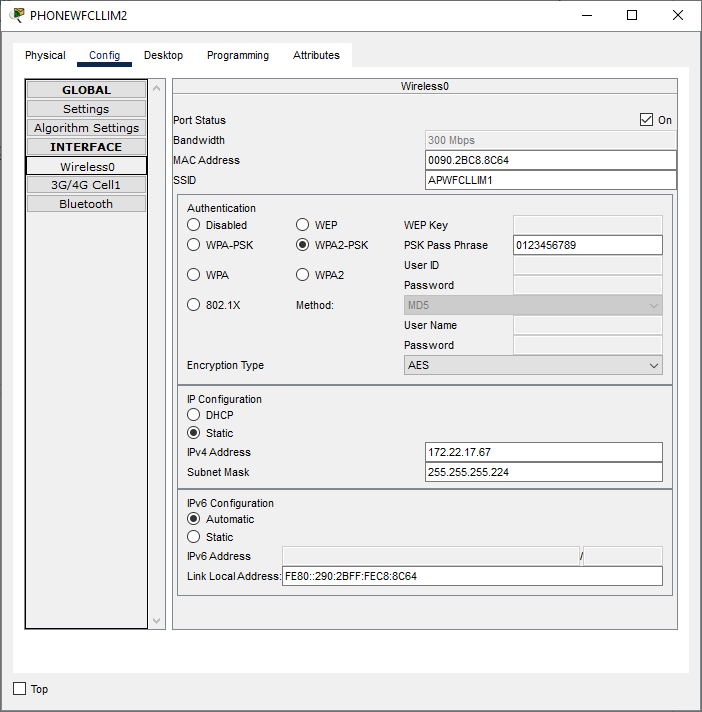 PHONEWFCLLIM2
Physical Config Desktop Programming Attributes
GLOBAL
Settings
Algorithm Settings
INTERFACE
Wireless0
3G/4G Cell1
Bluetooth
Wireless0
Port Status On
Bandwidth 300 Mbps
MAC Address 0090.2BC8.8C64
SSID APWFCLLIM1
Authentication
Disabled WEP WEP Key
WPA-PSK WPA2-PSK PSK Pass Phrase 0123456789
User ID
WPA WPA2
Password
802.1X Method: MD5
User Name
Password
Encryption Type AES
IP Configuration
DHCP
Static
IPv4 Address 172.22.17.67
Subnet Mask 255.255.255.224
IPv6 Configuration
Automatic
Static
IPv6 Address /
Link Local Address: FE80::290:2BFF:FEC8:8C64
Top